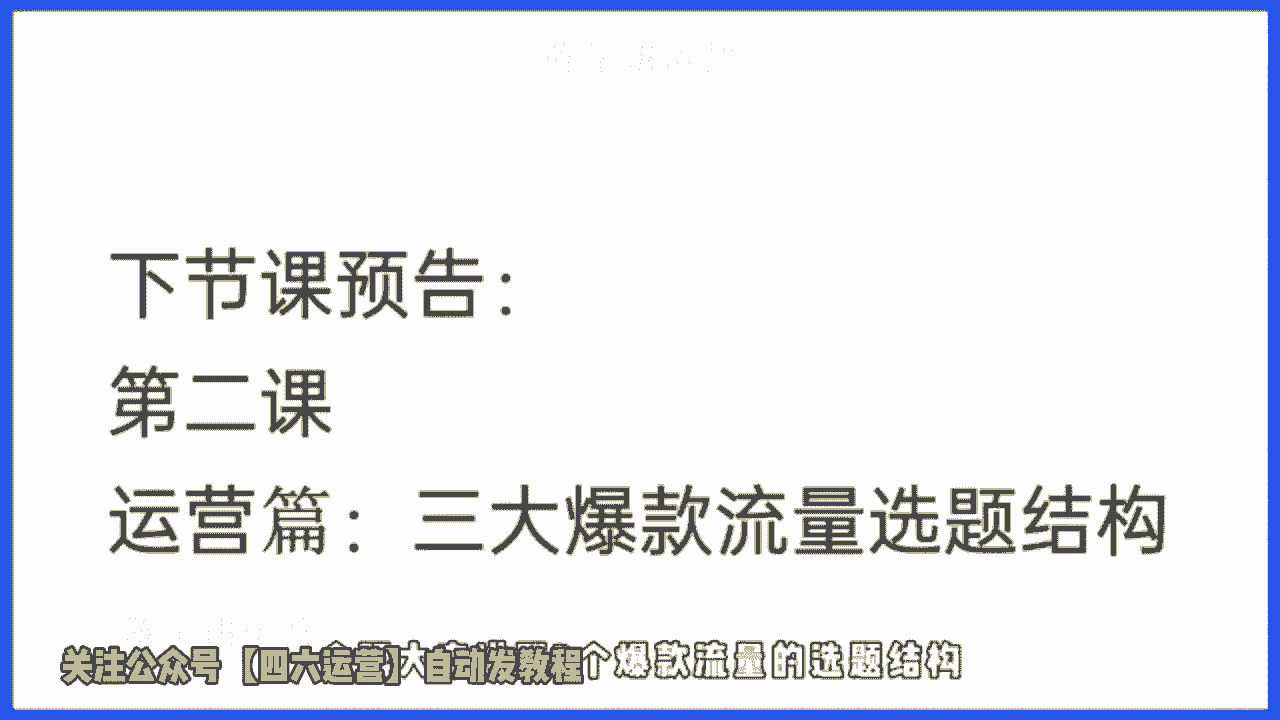 下节课预告：
第二课
运营篇：三大爆款流量选题结构
关注公众号【四六运营】自动发教程
个爆款流量的选题结构